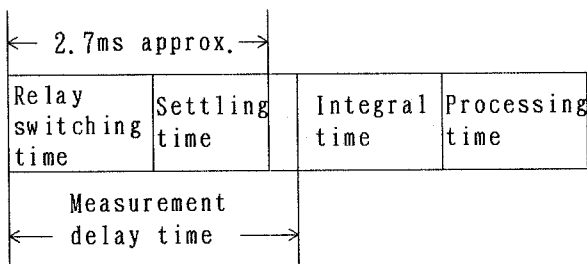 2.7ms approx.
Relay
switching
time
Settling
time
Integral
time
Processing
time
Measurement
delay time